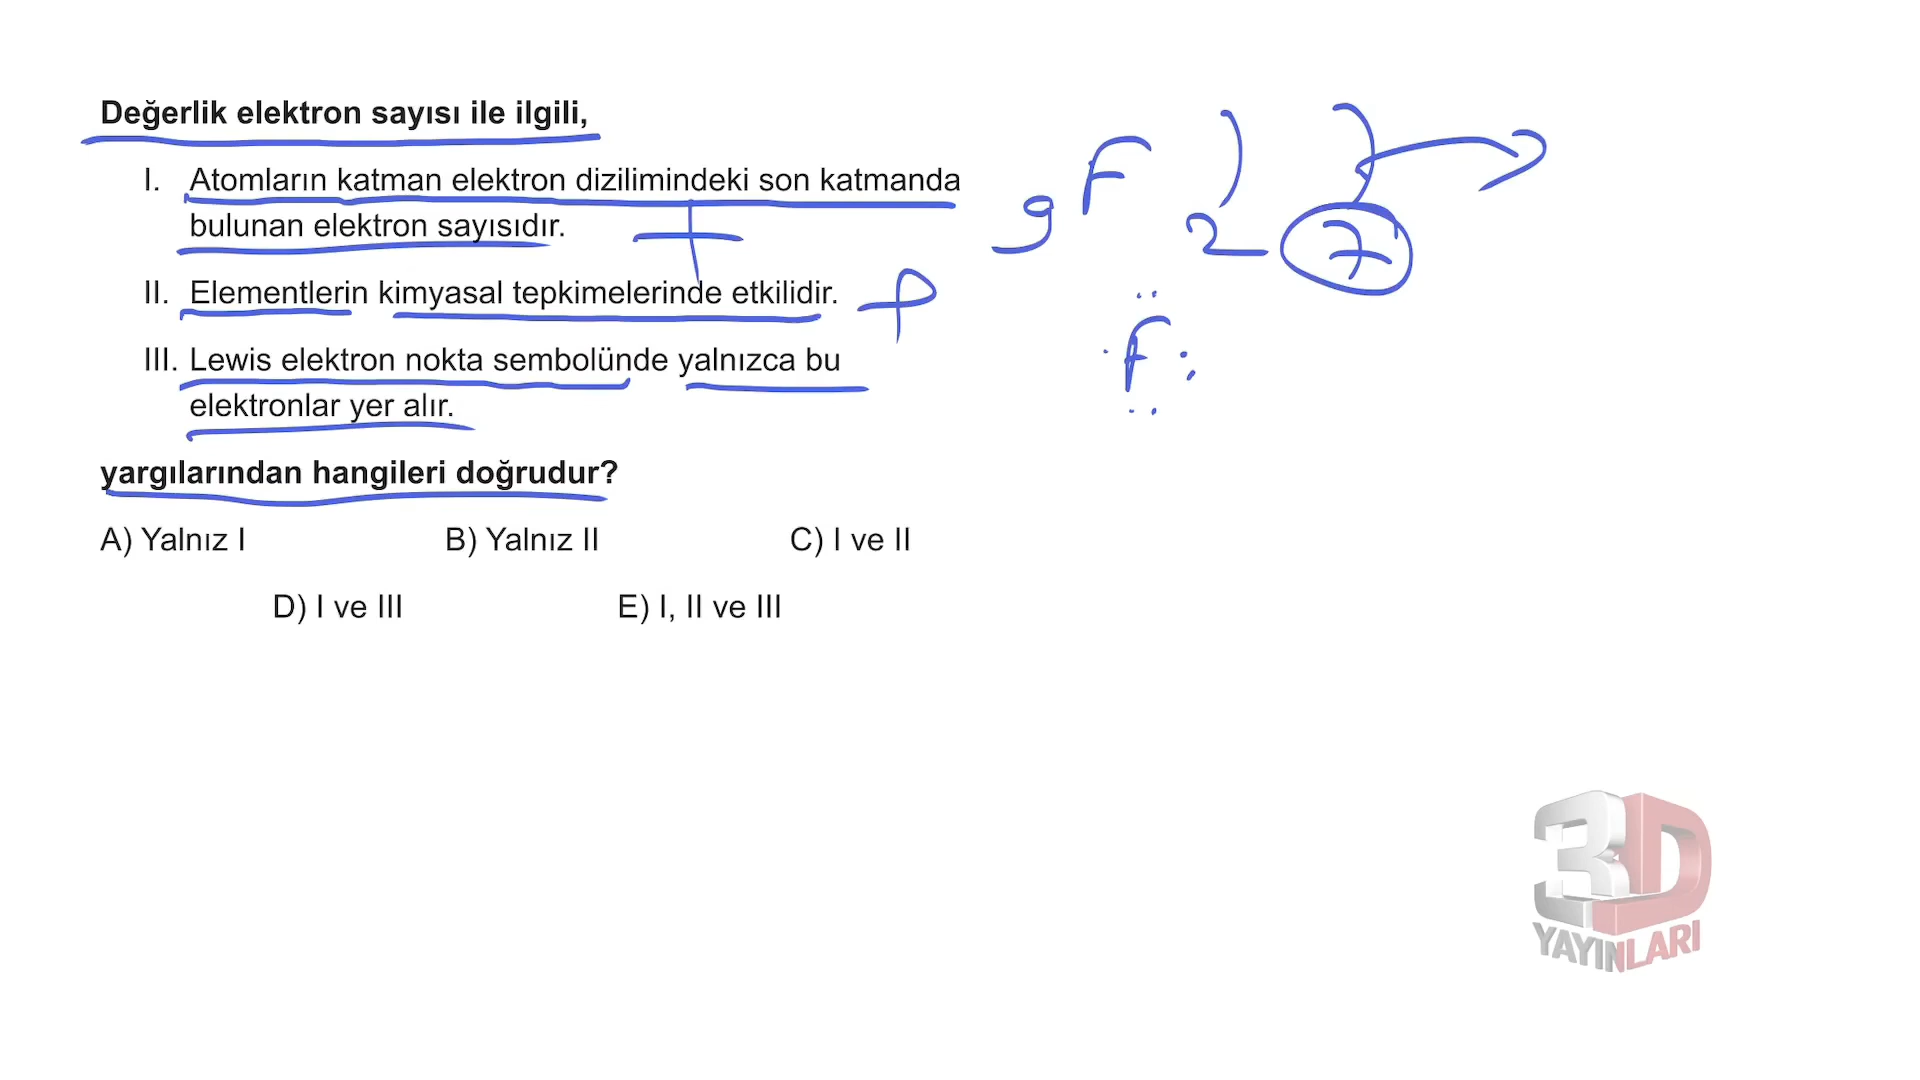 Değerlik elektron sayısı ile ilgili,
I. Atomların katman elektron dizilimindeki son katmanda
bulunan elektron sayısıdır.
II. Elementlerin kimyasal tepkimelerinde etkilidir.
III. Lewis elektron nokta sembolünde yalnızca bu
elektronlar yer alır.
yargılarından hangileri doğrudur?
A) Yalnız I B) Yalnız II C) I ve II
D) I ve III E) I, II ve III
9F ) )
2 7
F
3D
YAYINLARI